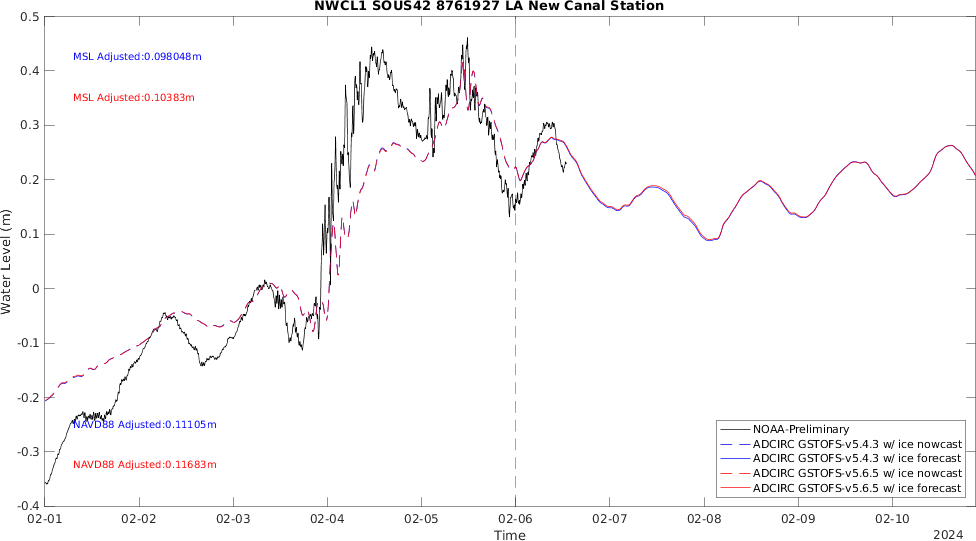 NWCL1 SOUS42 8761927 LA New Canal Station
0.5
0.4
0.3
0.2
0.1
0
-0.1
-0.2
-0.3
-0.4
Water Level (m)
MSL Adjusted:0.098048m
MSL Adjusted:0.10383m
NAVD88 Adjusted:0.11105m
NAVD88 Adjusted:0.11683m
NOAA-Preliminary
ADCIRC GSTOFS-v5.4.3 w/ ice nowcast
ADCIRC GSTOFS-v5.4.3 w/ ice forecast
ADCIRC GSTOFS-v5.6.5 w/ ice nowcast
ADCIRC GSTOFS-v5.6.5 w/ ice forecast
02-01 02-02 02-03 02-04 02-05 02-06 02-07 02-08 02-09 02-10
Time
2024